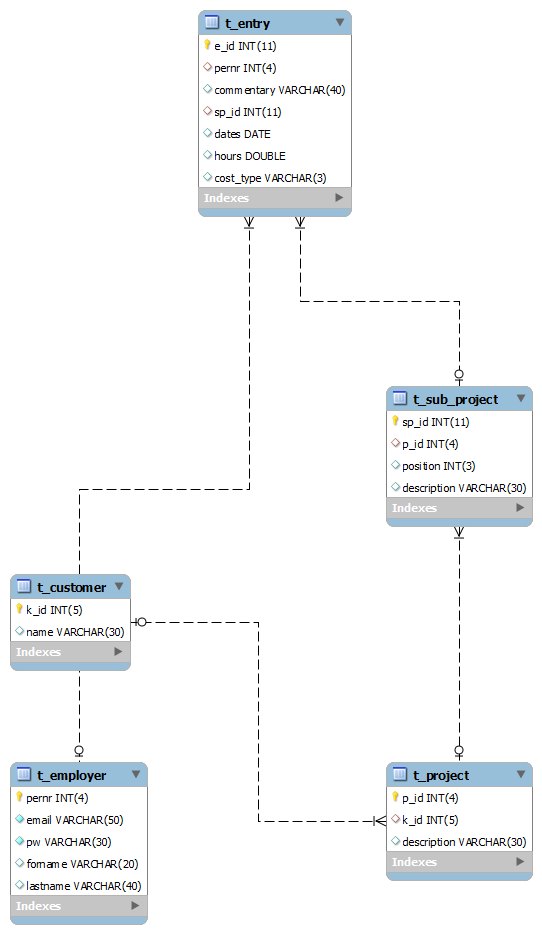 t_entry
e_id INT(11)
pernr INT(4)
commentary VARCHAR(40)
sp_id INT(11)
dates DATE
hours DOUBLE
cost_type VARCHAR(3)
Indexes
t_sub_project
sp_id INT(11)
p_id INT(4)
position INT(3)
description VARCHAR(30)
Indexes
t_customer
k_id INT(5)
name VARCHAR(30)
Indexes
t_employer
pernr INT(4)
email VARCHAR(50)
pw VARCHAR(30)
forname VARCHAR(20)
lastname VARCHAR(40)
Indexes
t_project
p_id INT(4)
k_id INT(5)
description VARCHAR(30)
Indexes